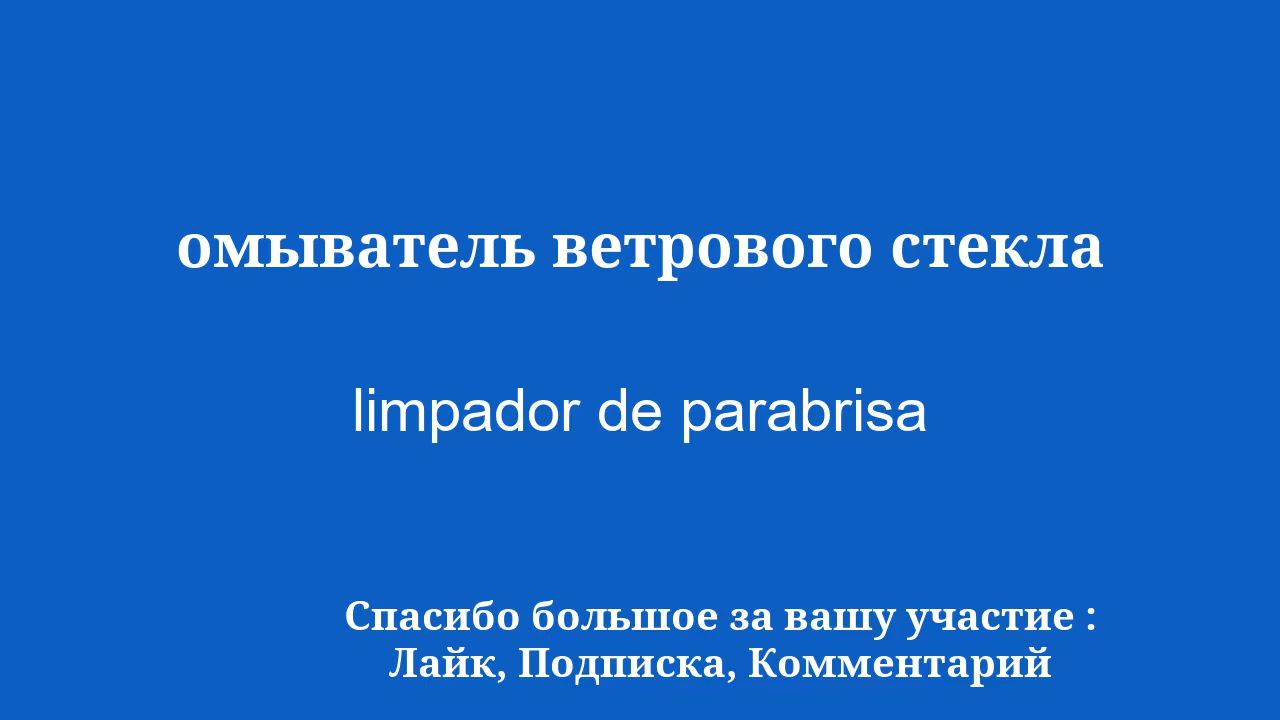 омыватель ветрового стекла
limpador de parabrisa
Спасибо большое за вашу участие :
Лайк, Подписка, Комментарий